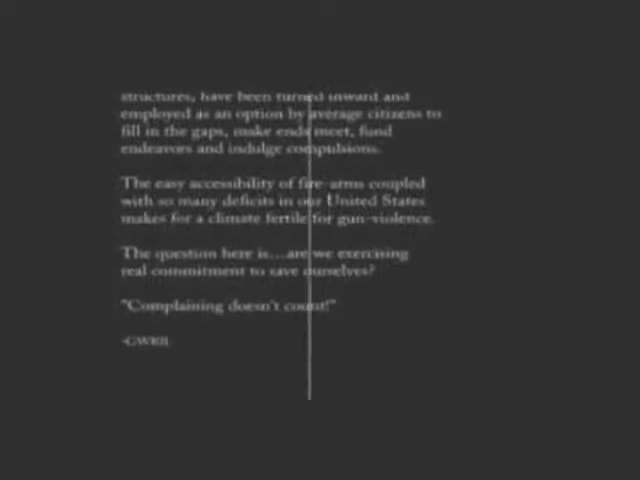 structures, have been turned inward and
employed as an option by average citizens to
fill in the gaps, make ends meet, fund
endeavors and indulge compulsions.
The easy accessibility of fire-arms coupled
with so many deficits in our United States
makes for a climate fertile for gun-violence.
The question here is...are we exercising
real commitment to save ourselves?
"Complaining doesn't count!"